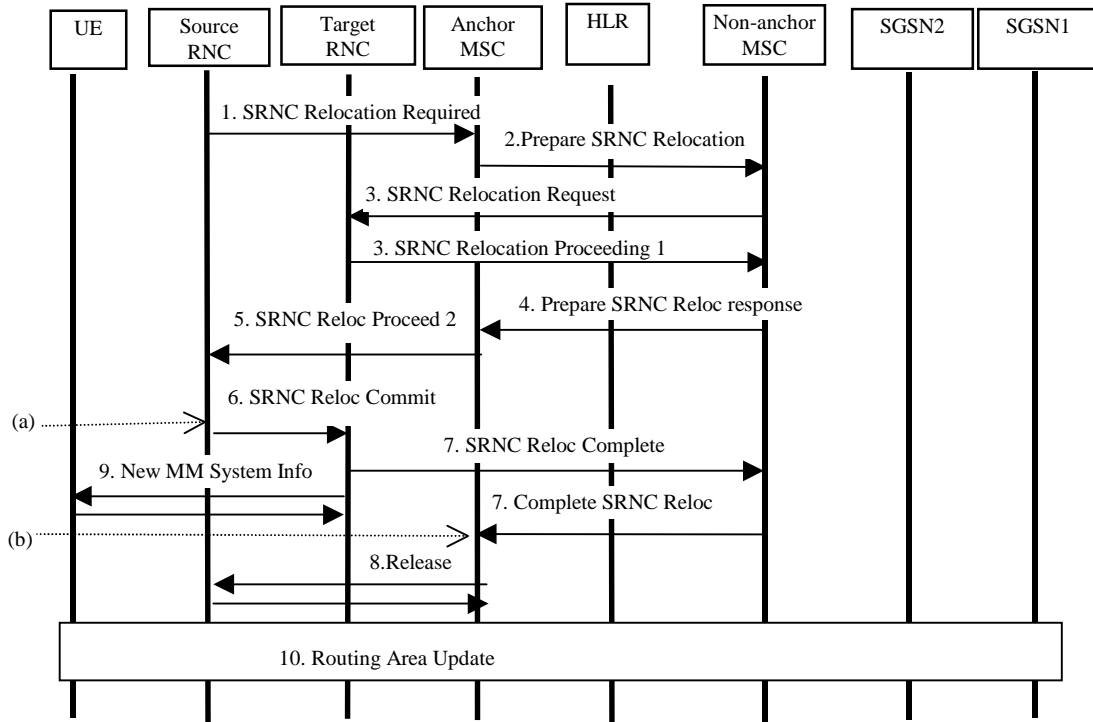 UE
Source
RNC
Target
RNC
Anchor
MSC
HLR
Non-anchor
MSC
SGSN2
SGSN1
1. SRNC Relocation Required
2.Prepare SRNC Relocation
3. SRNC Relocation Request
3. SRNC Relocation Proceeding 1
4. Prepare SRNC Reloc response
5. SRNC Reloc Proceed 2
6. SRNC Reloc Commit
(a)
7. SRNC Reloc Complete
9. New MM System Info
7. Complete SRNC Reloc
(b)
8.Release
10. Routing Area Update